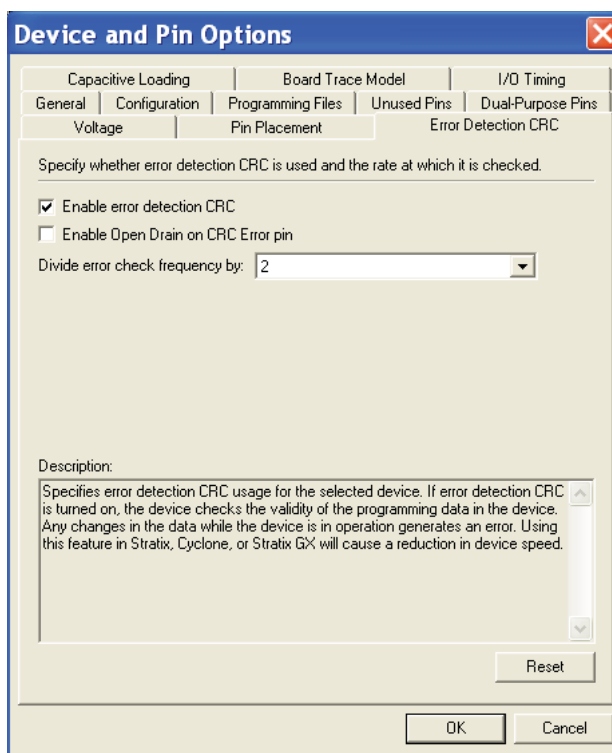 Device and Pin Options
Capacitive Loading Board Trace Model I/O Timing
General Configuration Programming Files Unused Pins Dual-Purpose Pins
Voltage Pin Placement Error Detection CRC
Specify whether error detection CRC is used and the rate at which it is checked.
Enable error detection CRC
Enable Open Drain on CRC Error pin
Divide error check frequency by: 2
Description:
Specifies error detection CRC usage for the selected device. If error detection CRC
is turned on, the device checks the validity of the programming data in the device.
Any changes in the data while the device is in operation generates an error. Using
this feature in Stratix, Cyclone, or Stratix GX will cause a reduction in device speed.
Reset
OK Cancel